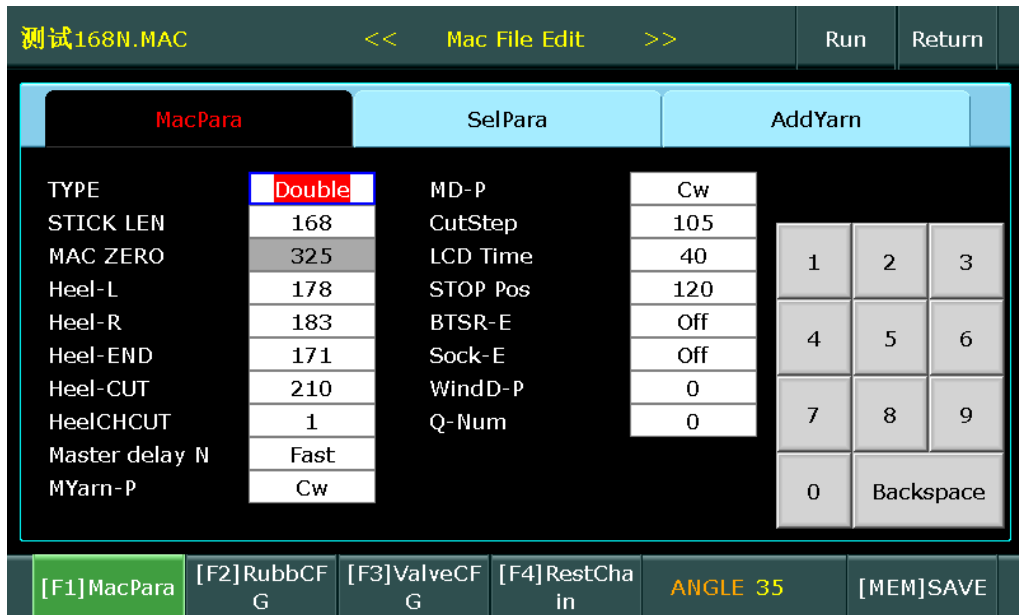 测试168N.MAC << Mac File Edit >> Run Return
MacPara SelPara AddYarn
TYPE Double MD-P Cw
STICK LEN 168 CutStep 105
MAC ZERO 325 LCD Time 40
Heel-L 178 STOP Pos 120
Heel-R 183 BTSR-E Off
Heel-END 171 Sock-E Off
Heel-CUT 210 WindD-P 0
HeelCHCUT 1 Q-Num 0
Master delay N Fast
MYarn-P Cw
1 2 3
4 5 6
7 8 9
0 Backspace
[F1]MacPara [F2]RubbCF [F3]ValveCF [F4]RestCha ANGLE 35 [MEM]SAVE
G G in